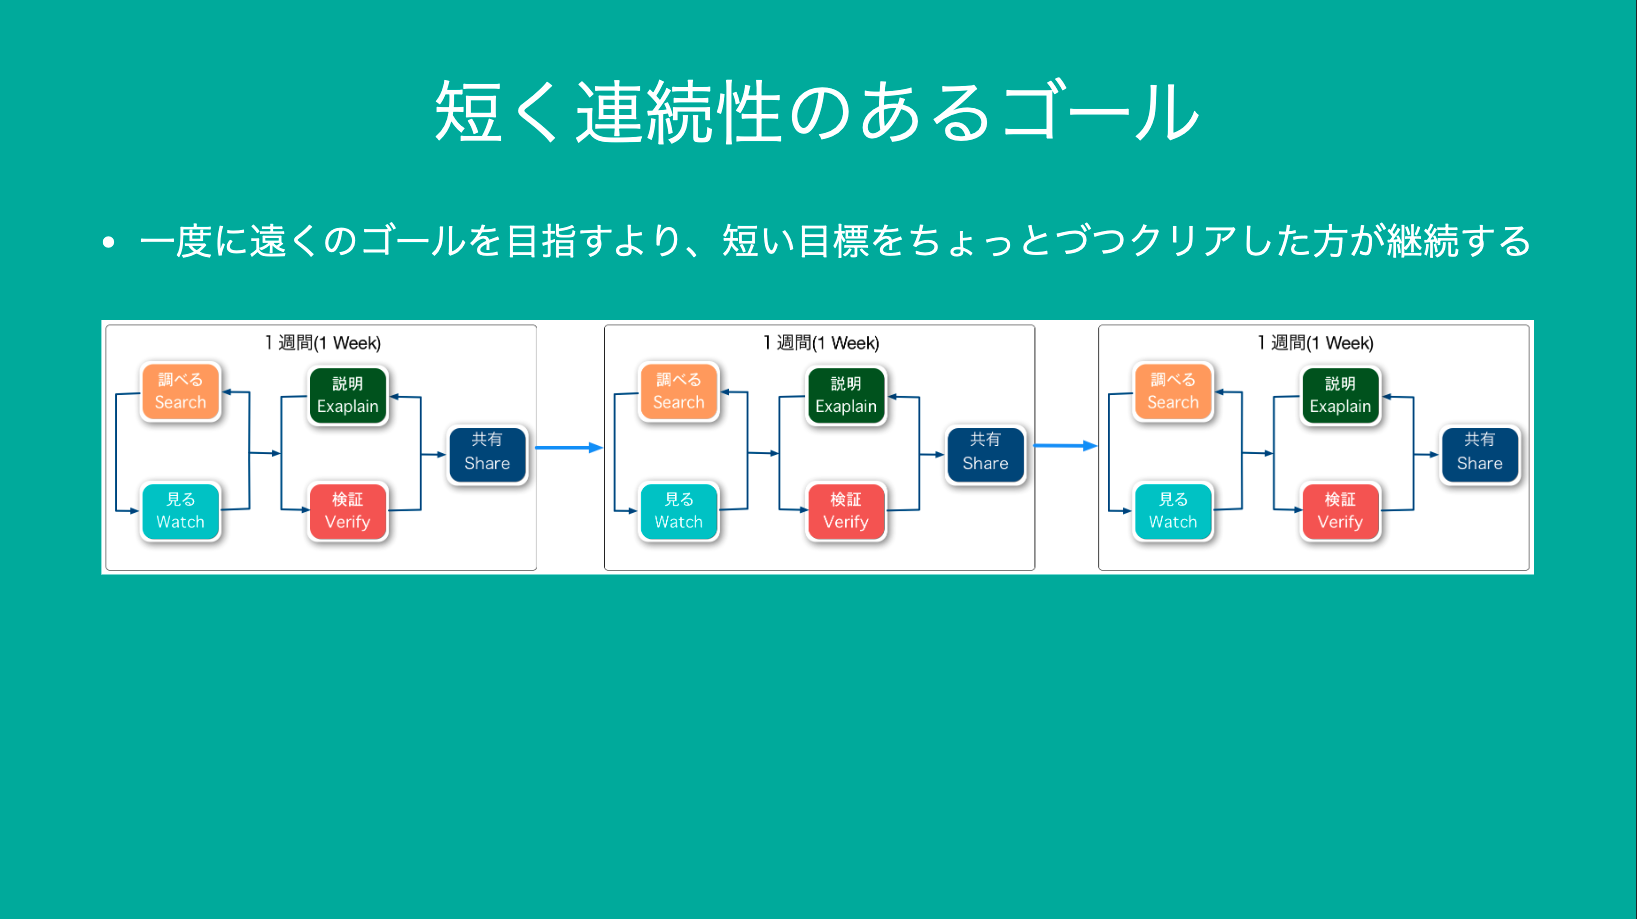 短く連続性のあるゴール
• 一度に遠くのゴールを目指すより、短い目標をちょっとづつクリアした方が継続する
1 週間(1 Week)
調べる
Search
説明
Exaplain
共有
Share
見る
Watch
検証
Verify
1 週間(1 Week)
調べる
Search
説明
Exaplain
共有
Share
見る
Watch
検証
Verify
1 週間(1 Week)
調べる
Search
説明
Exaplain
共有
Share
見る
Watch
検証
Verify